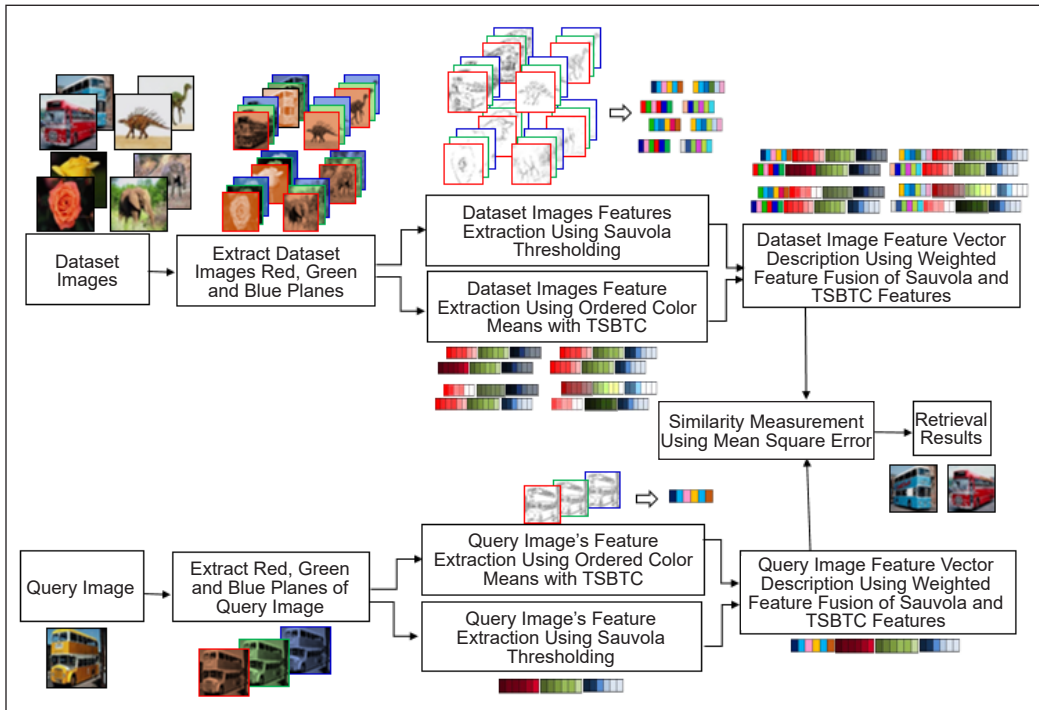 Dataset
Images
Extract Dataset
Images Red, Green
and Blue Planes
Dataset Images Features
Extraction Using Sauvola
Thresholding
Dataset Images Feature
Extraction Using Ordered Color
Means with TSBTC
Dataset Image Feature Vector
Description Using Weighted
Feature Fusion of Sauvola and
TSBTC Features
Similarity Measurement
Using Mean Square Error
Retrieval
Results
Query Image
Extract Red, Green
and Blue Planes of
Query Image
Query Image's Feature
Extraction Using Ordered Color
Means with TSBTC
Query Image's Feature
Extraction Using Sauvola
Thresholding
Query Image Feature Vector
Description Using Weighted
Feature Fusion of Sauvola and
TSBTC Features